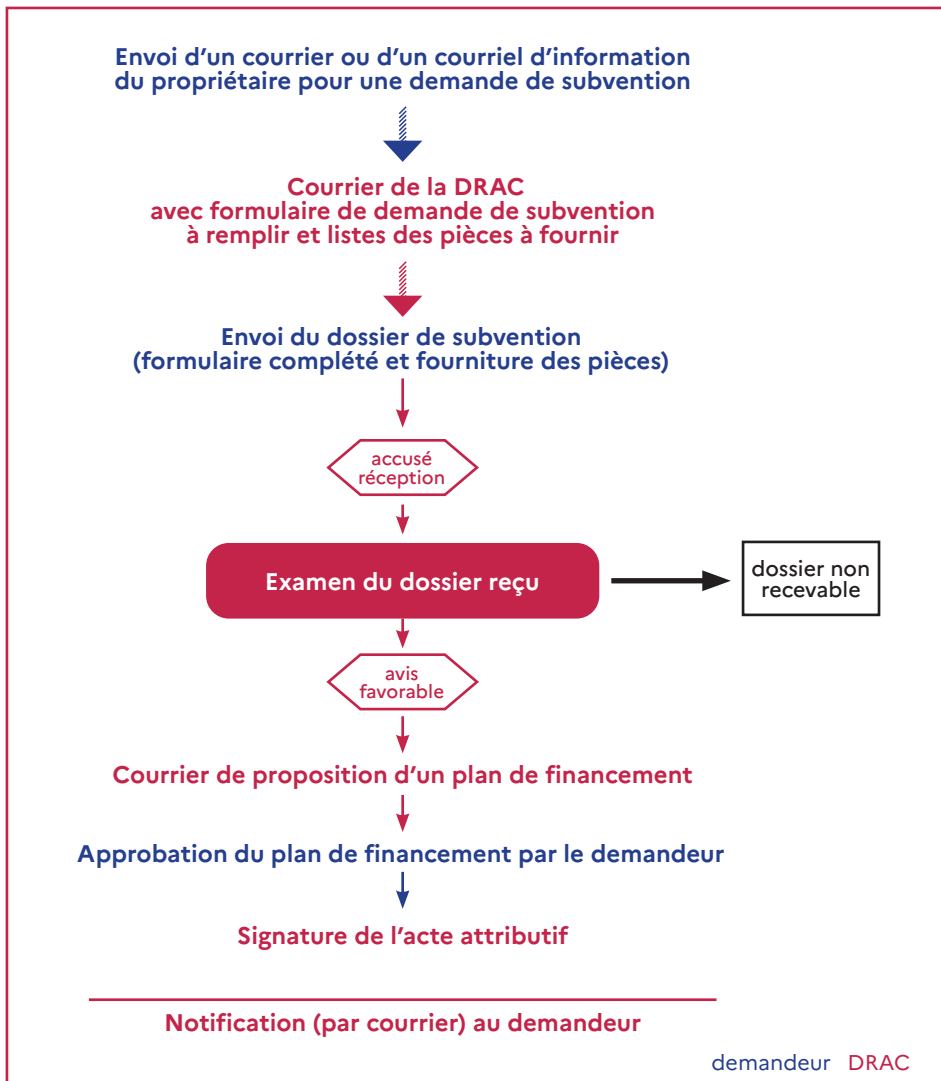 Envoi d'un courrier ou d'un courriel d'information
du propriétaire pour une demande de subvention
Courrier de la DRAC
avec formulaire de demande de subvention
à remplir et listes des pièces à fournir
Envoi du dossier de subvention
(formulaire complété et fourniture des pièces)
accusé
réception
Examen du dossier reçu
dossier non
recevable
avis
favorable
Courrier de proposition d'un plan de financement
Approbation du plan de financement par le demandeur
Signature de l'acte attributif
Notification (par courrier) au demandeur
demandeur DRAC